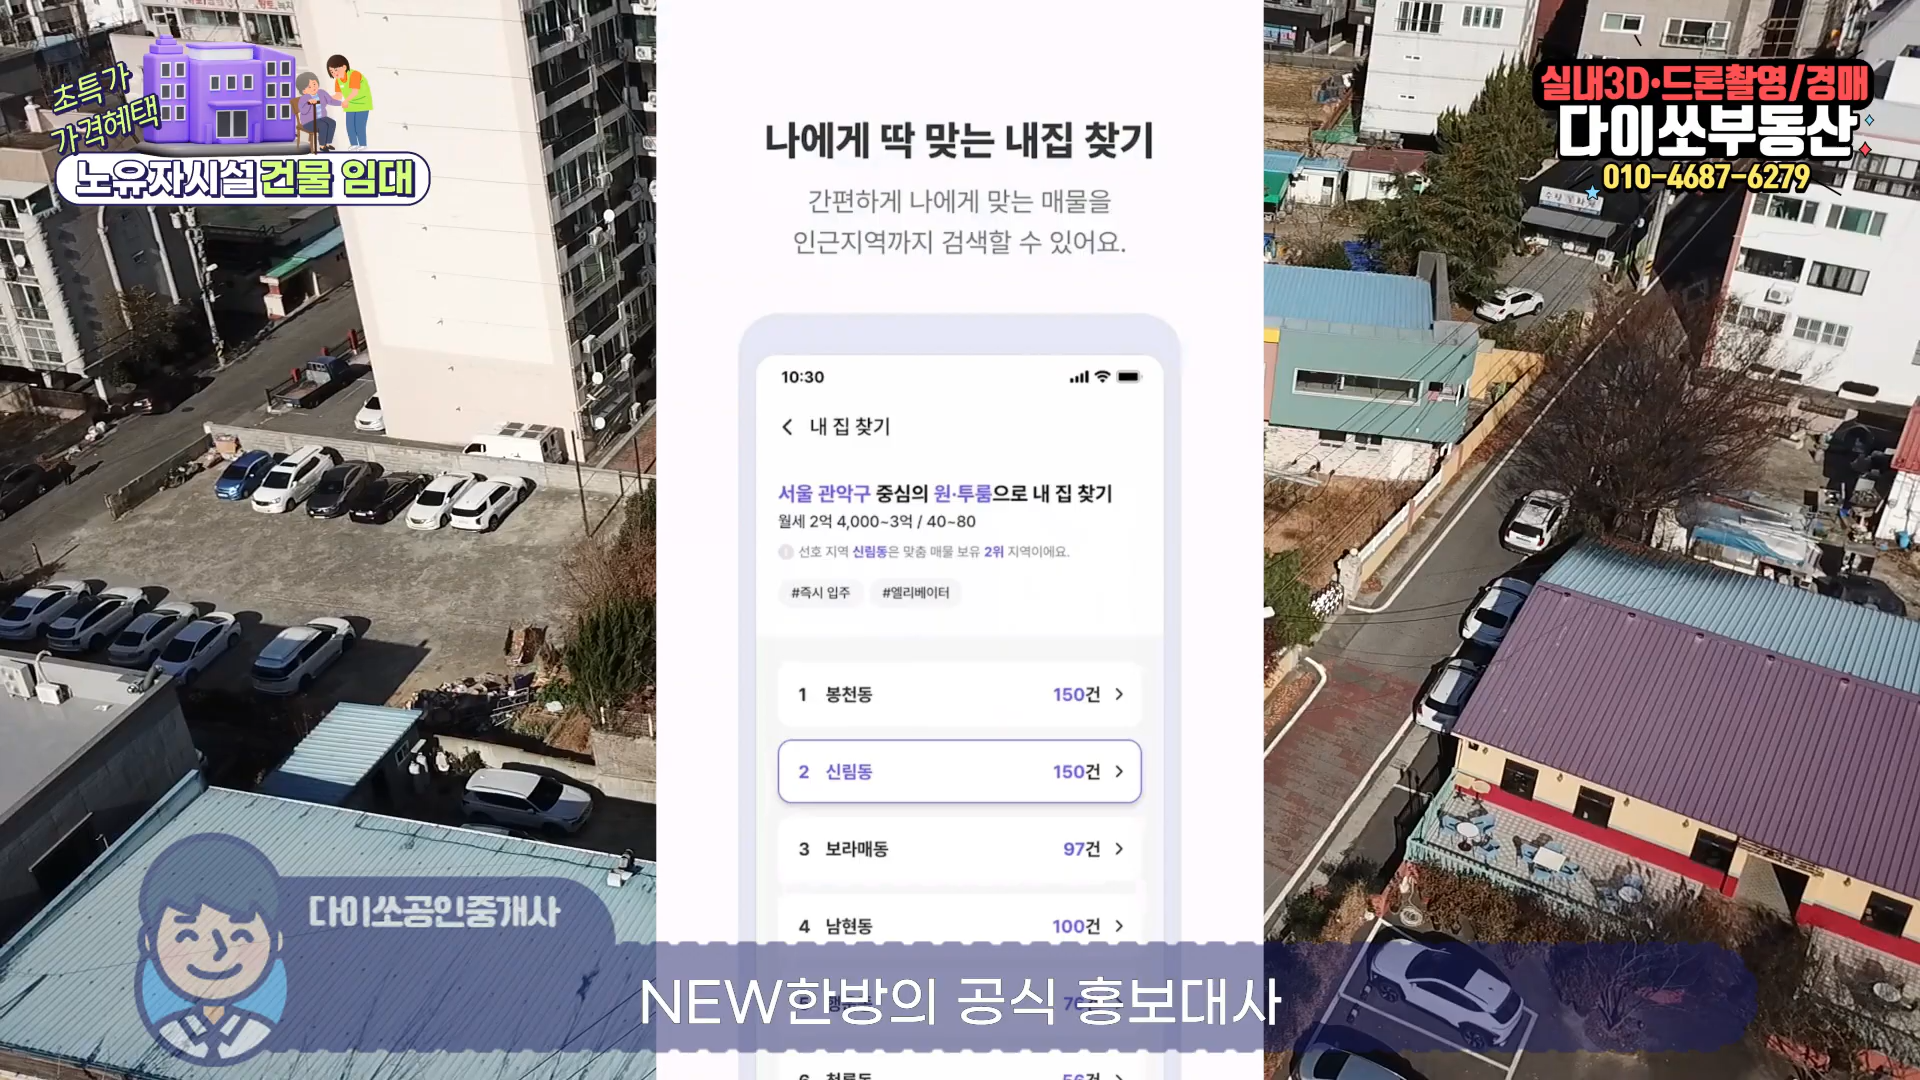 초특가
가격혜택
노유자시설 건물 임대
실내3D·드론촬영/경매
다이쏘부동산
010-4687-6279
나에게 딱 맞는 내집 찾기
간편하게 나에게 맞는 매물을
인근지역까지 검색할 수 있어요.
10:30
내 집 찾기
서울 관악구 중심의 원·투룸으로 내 집 찾기
월세 2억 4,000~3억 / 40~80
선호 지역 신림동은 맞춤 매물 보유 2위 지역이에요.
#즉시 입주 #엘리베이터
1 봉천동 150건
2 신림동 150건
3 보라매동 97건
4 남현동 100건
다이쏘공인중개사
NEW한방의 공식 홍보대사